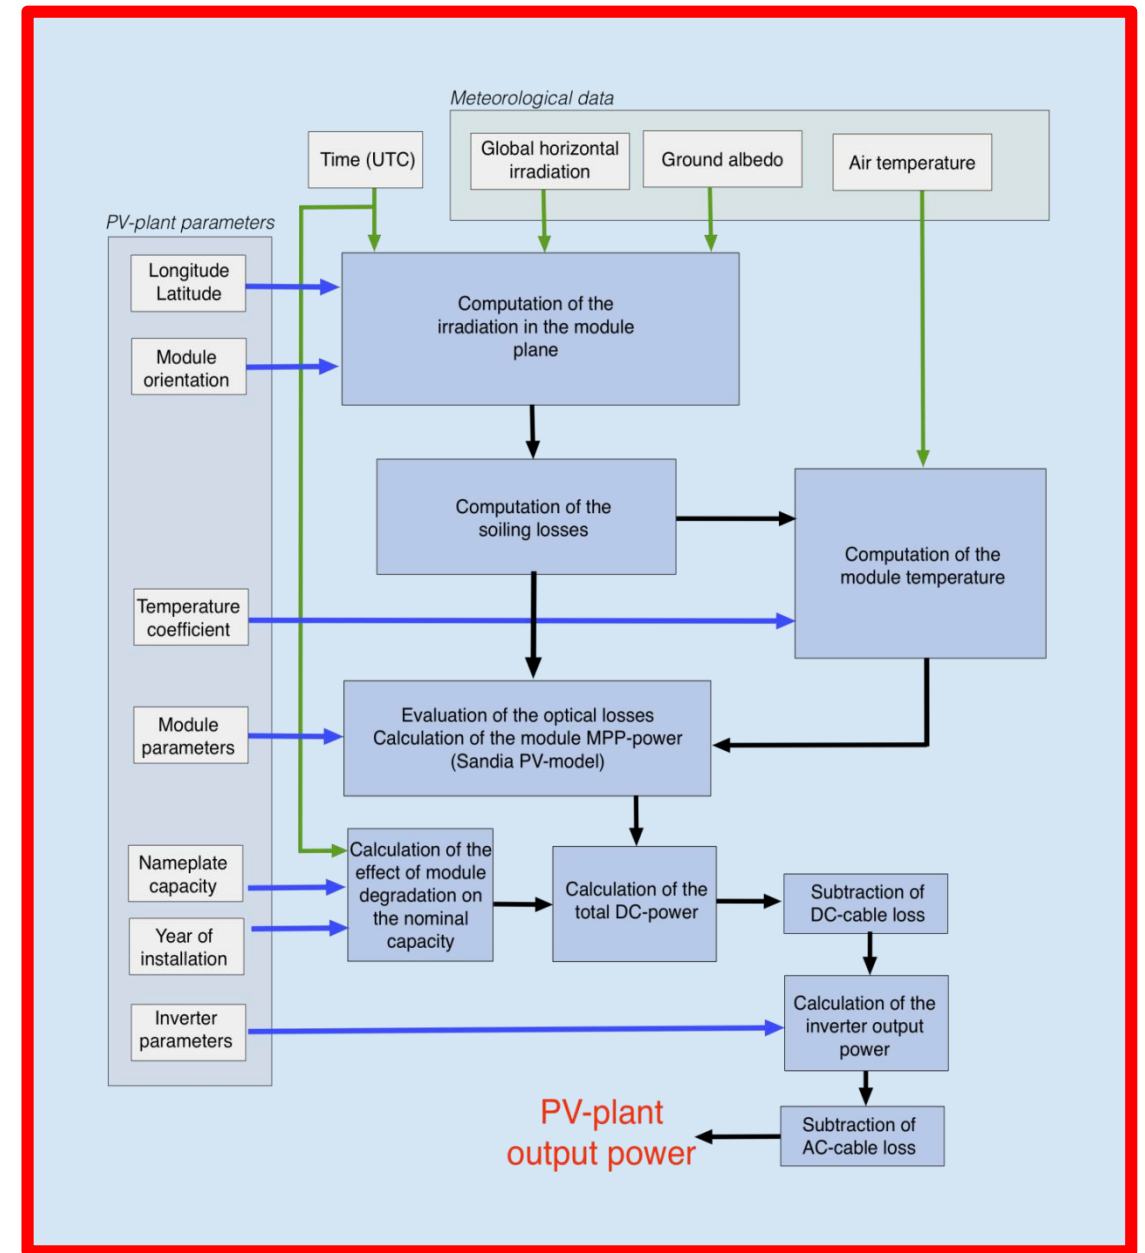 Meteorological data
Time (UTC)
Global horizontal
irradiation
Ground albedo
Air temperature
PV-plant parameters
Longitude
Latitude
Computation of the
irradiation in the module
plane
Module
orientation
Computation of the
soiling losses
Computation of the
module temperature
Temperature
coefficient
Module
parameters
Evaluation of the optical losses
Calculation of the module MPP-power
(Sandia PV-model)
Nameplate
capacity
Year of
installation
Calculation of the
effect of module
degradation on
the nominal
capacity
Calculation of the
total DC-power
Subtraction of
DC-cable loss
Inverter
parameters
Calculation of the
inverter output
power
Subtraction of
AC-cable loss
PV-plant
output power